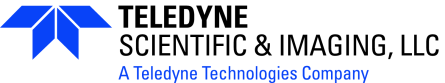 TELEDYNE
SCIENTIFIC & IMAGING, LLC
A Teledyne Technologies Company